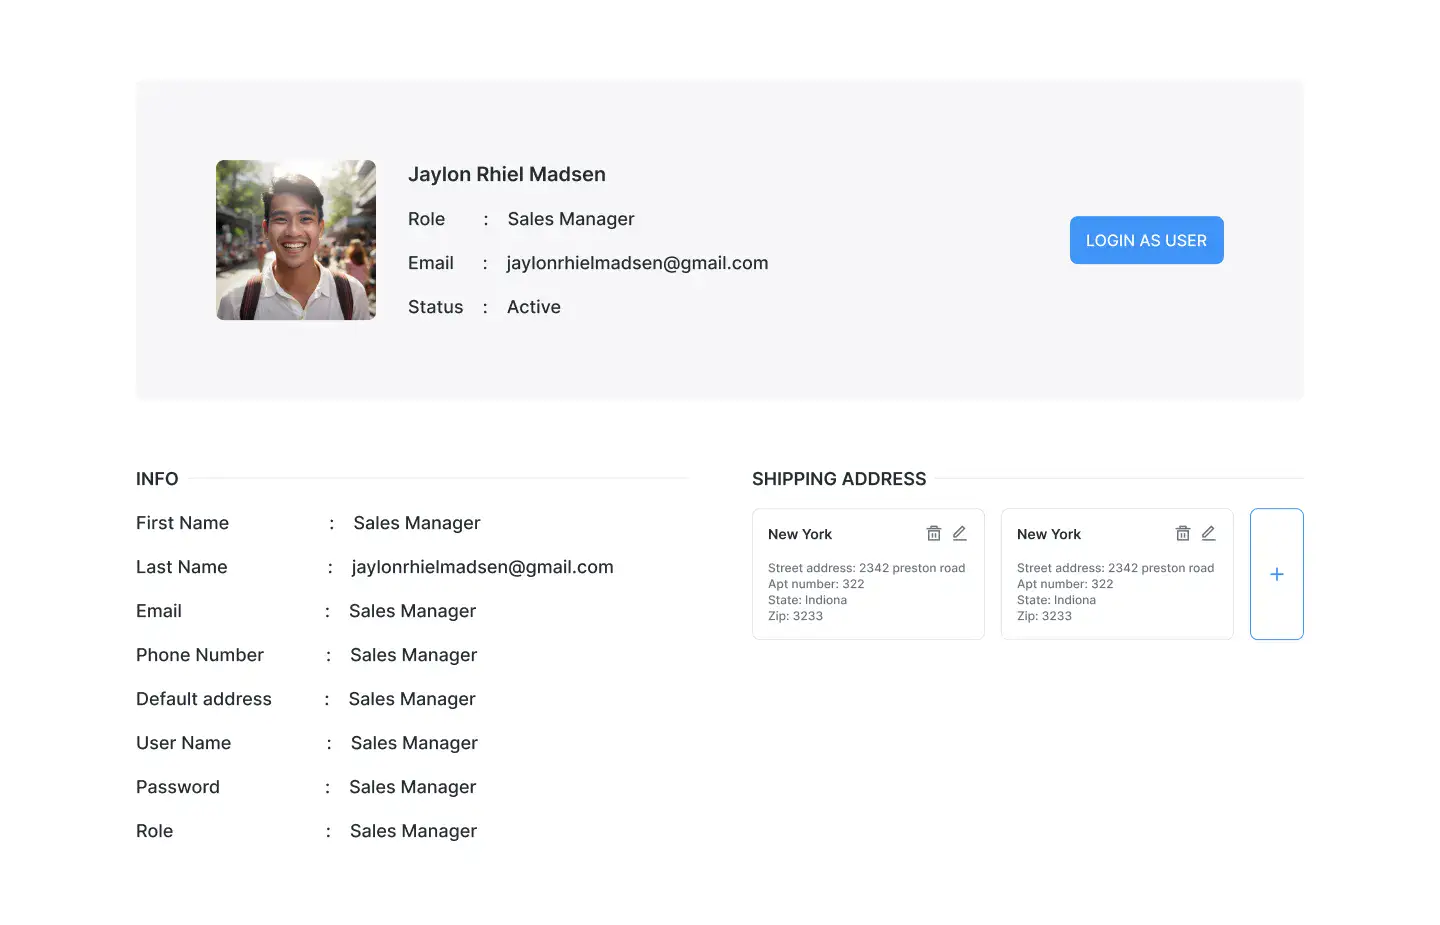 Jaylon Rhiel Madsen
Role : Sales Manager
Email : jaylonrhielmadsen@gmail.com
Status : Active
LOGIN AS USER
INFO
First Name : Sales Manager
Last Name : jaylonrhielmadsen@gmail.com
Email : Sales Manager
Phone Number : Sales Manager
Default address : Sales Manager
User Name : Sales Manager
Password : Sales Manager
Role : Sales Manager
SHIPPING ADDRESS
New York
Street address: 2342 preston road
Apt number: 322
State: Indiona
Zip: 3233
New York
Street address: 2342 preston road
Apt number: 322
State: Indiona
Zip: 3233
+